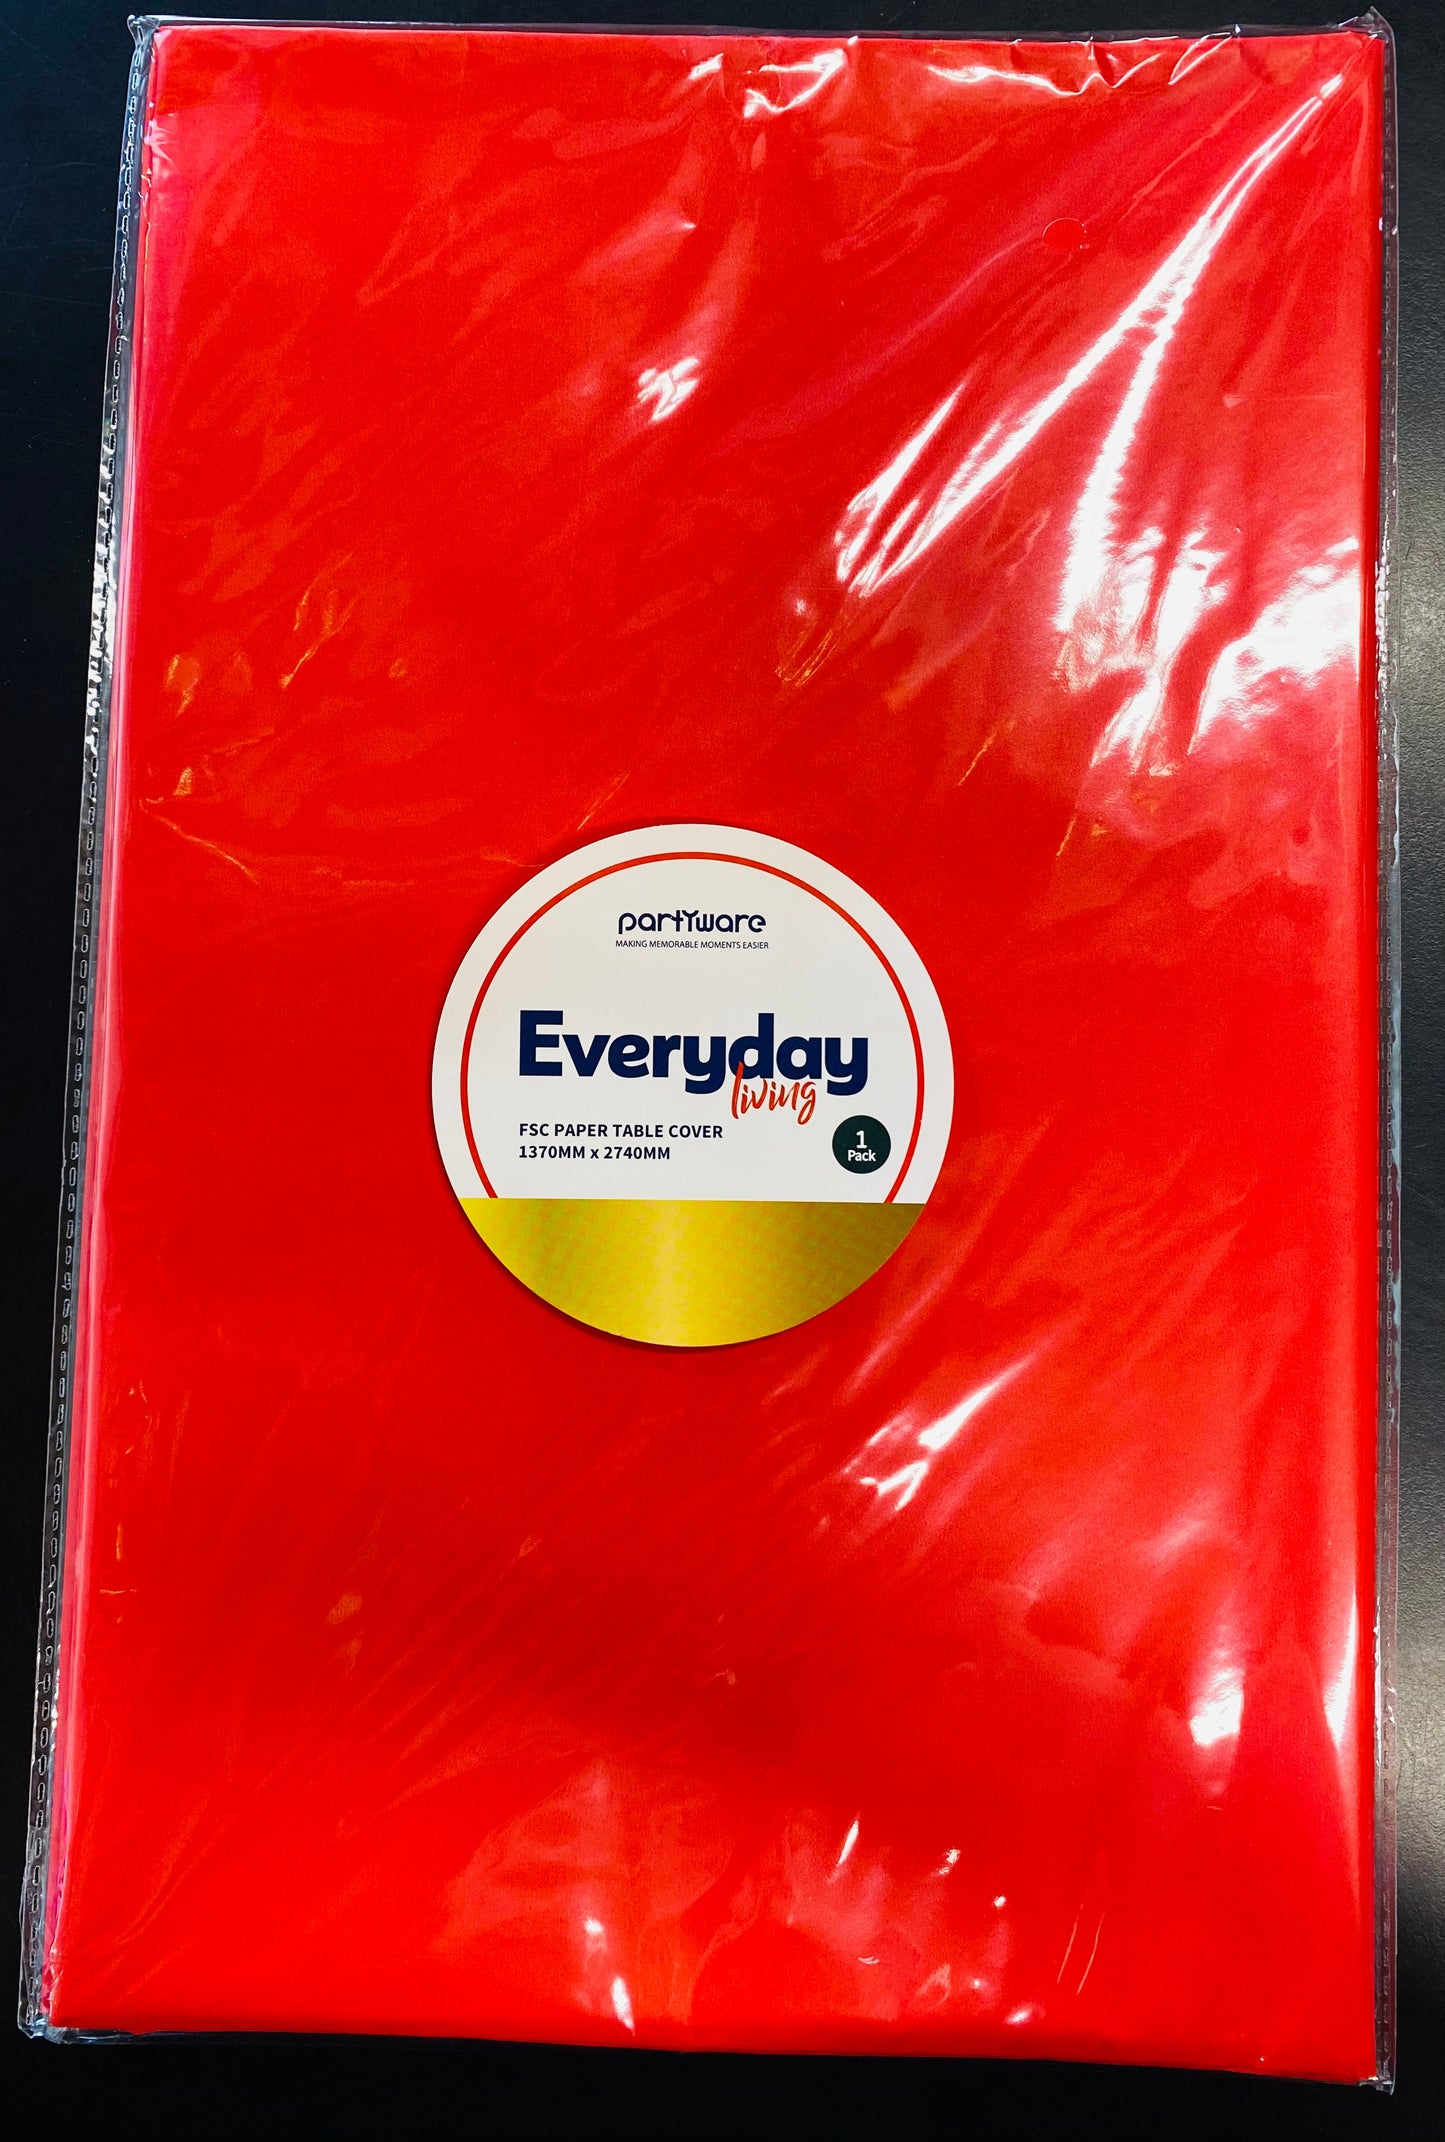 partyware
MAKING MEMORABLE MOMENTS EASIER
Everyday
living
FSC PAPER TABLE COVER
1370MM x 2740MM
1
Pack